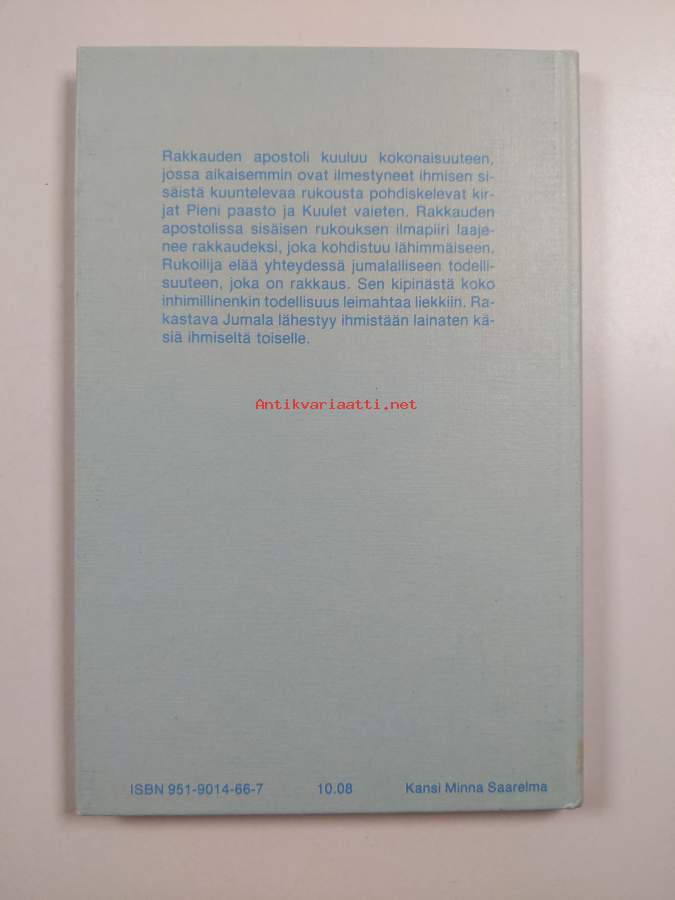 Rakkauden apostoli kuuluu kokonaisuuteen,
jossa aikaisemmin ovat ilmestyneet ihmisen si-
säistä kuuntelevaa rukousta pohdiskelevat kir-
jat Pieni paasto ja Kuulet vaieten. Rakkauden
apostolissa sisäisen rukouksen ilmapiiri laaje-
nee rakkaudeksi, joka kohdistuu lähimmäiseen.
Rukoilija elää yhteydessä jumalalliseen todelli-
suuteen, joka on rakkaus. Sen kipinästä koko
inhimillinenkin todellisuus leimahtaa liekkiin. Ra-
kastava Jumala lähestyy ihmistään lainaten kä-
siä ihmiseltä toiselle.
Antikvariaatti.net
ISBN 951-9014-66-7 10.08 Kansi Minna Saarelma